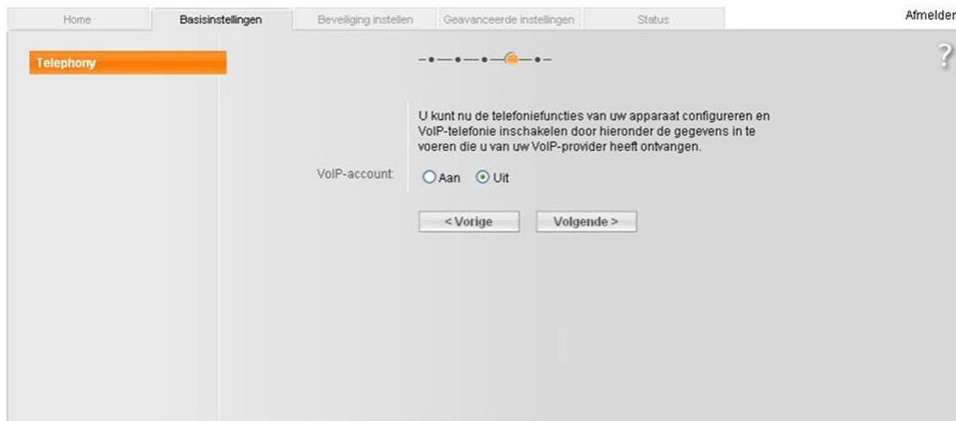 Home Basisinstellingen Beveiliging instellen Geavanceerde instellingen Status Afmelden
Telephony
?
U kunt nu de telefoniefuncties van uw apparaat configureren en
VoIP-telefonie inschakelen door hieronder de gegevens in te
voeren die u van uw VoIP-provider heeft ontvangen.
VoIP-account: Aan Uit
< Vorige Volgende >